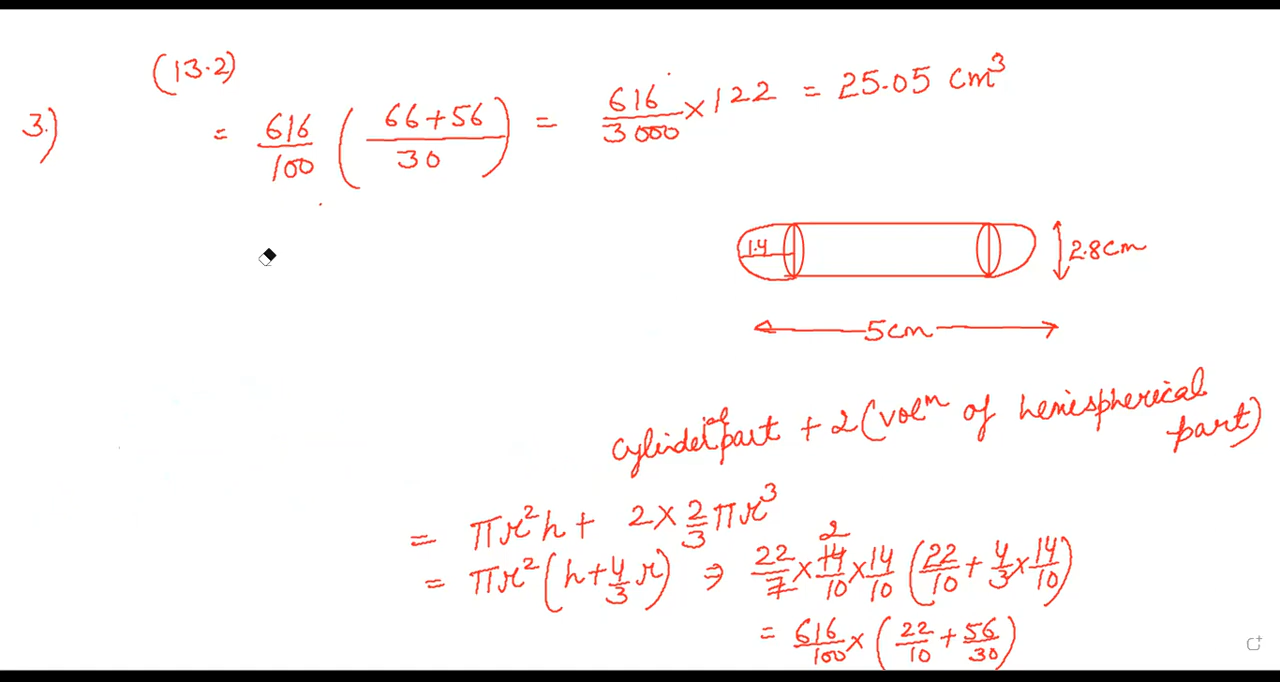 (13.2)
3.) = 616/100 ( 66+56/30 ) = 616/3000 × 122 = 25.05 cm³
1.4
2.8cm
5cm
cylinderical part + 2(volᵐ of hemispherical part)
= πr²h + 2 × 2/3 πr³
= πr² (h + 4/3 r) ⇒ 22/7 × 14/10 × 14/10 ( 22/10 + 4/3 × 14/10 )
2
= 616/100 × ( 22/10 + 56/30 )